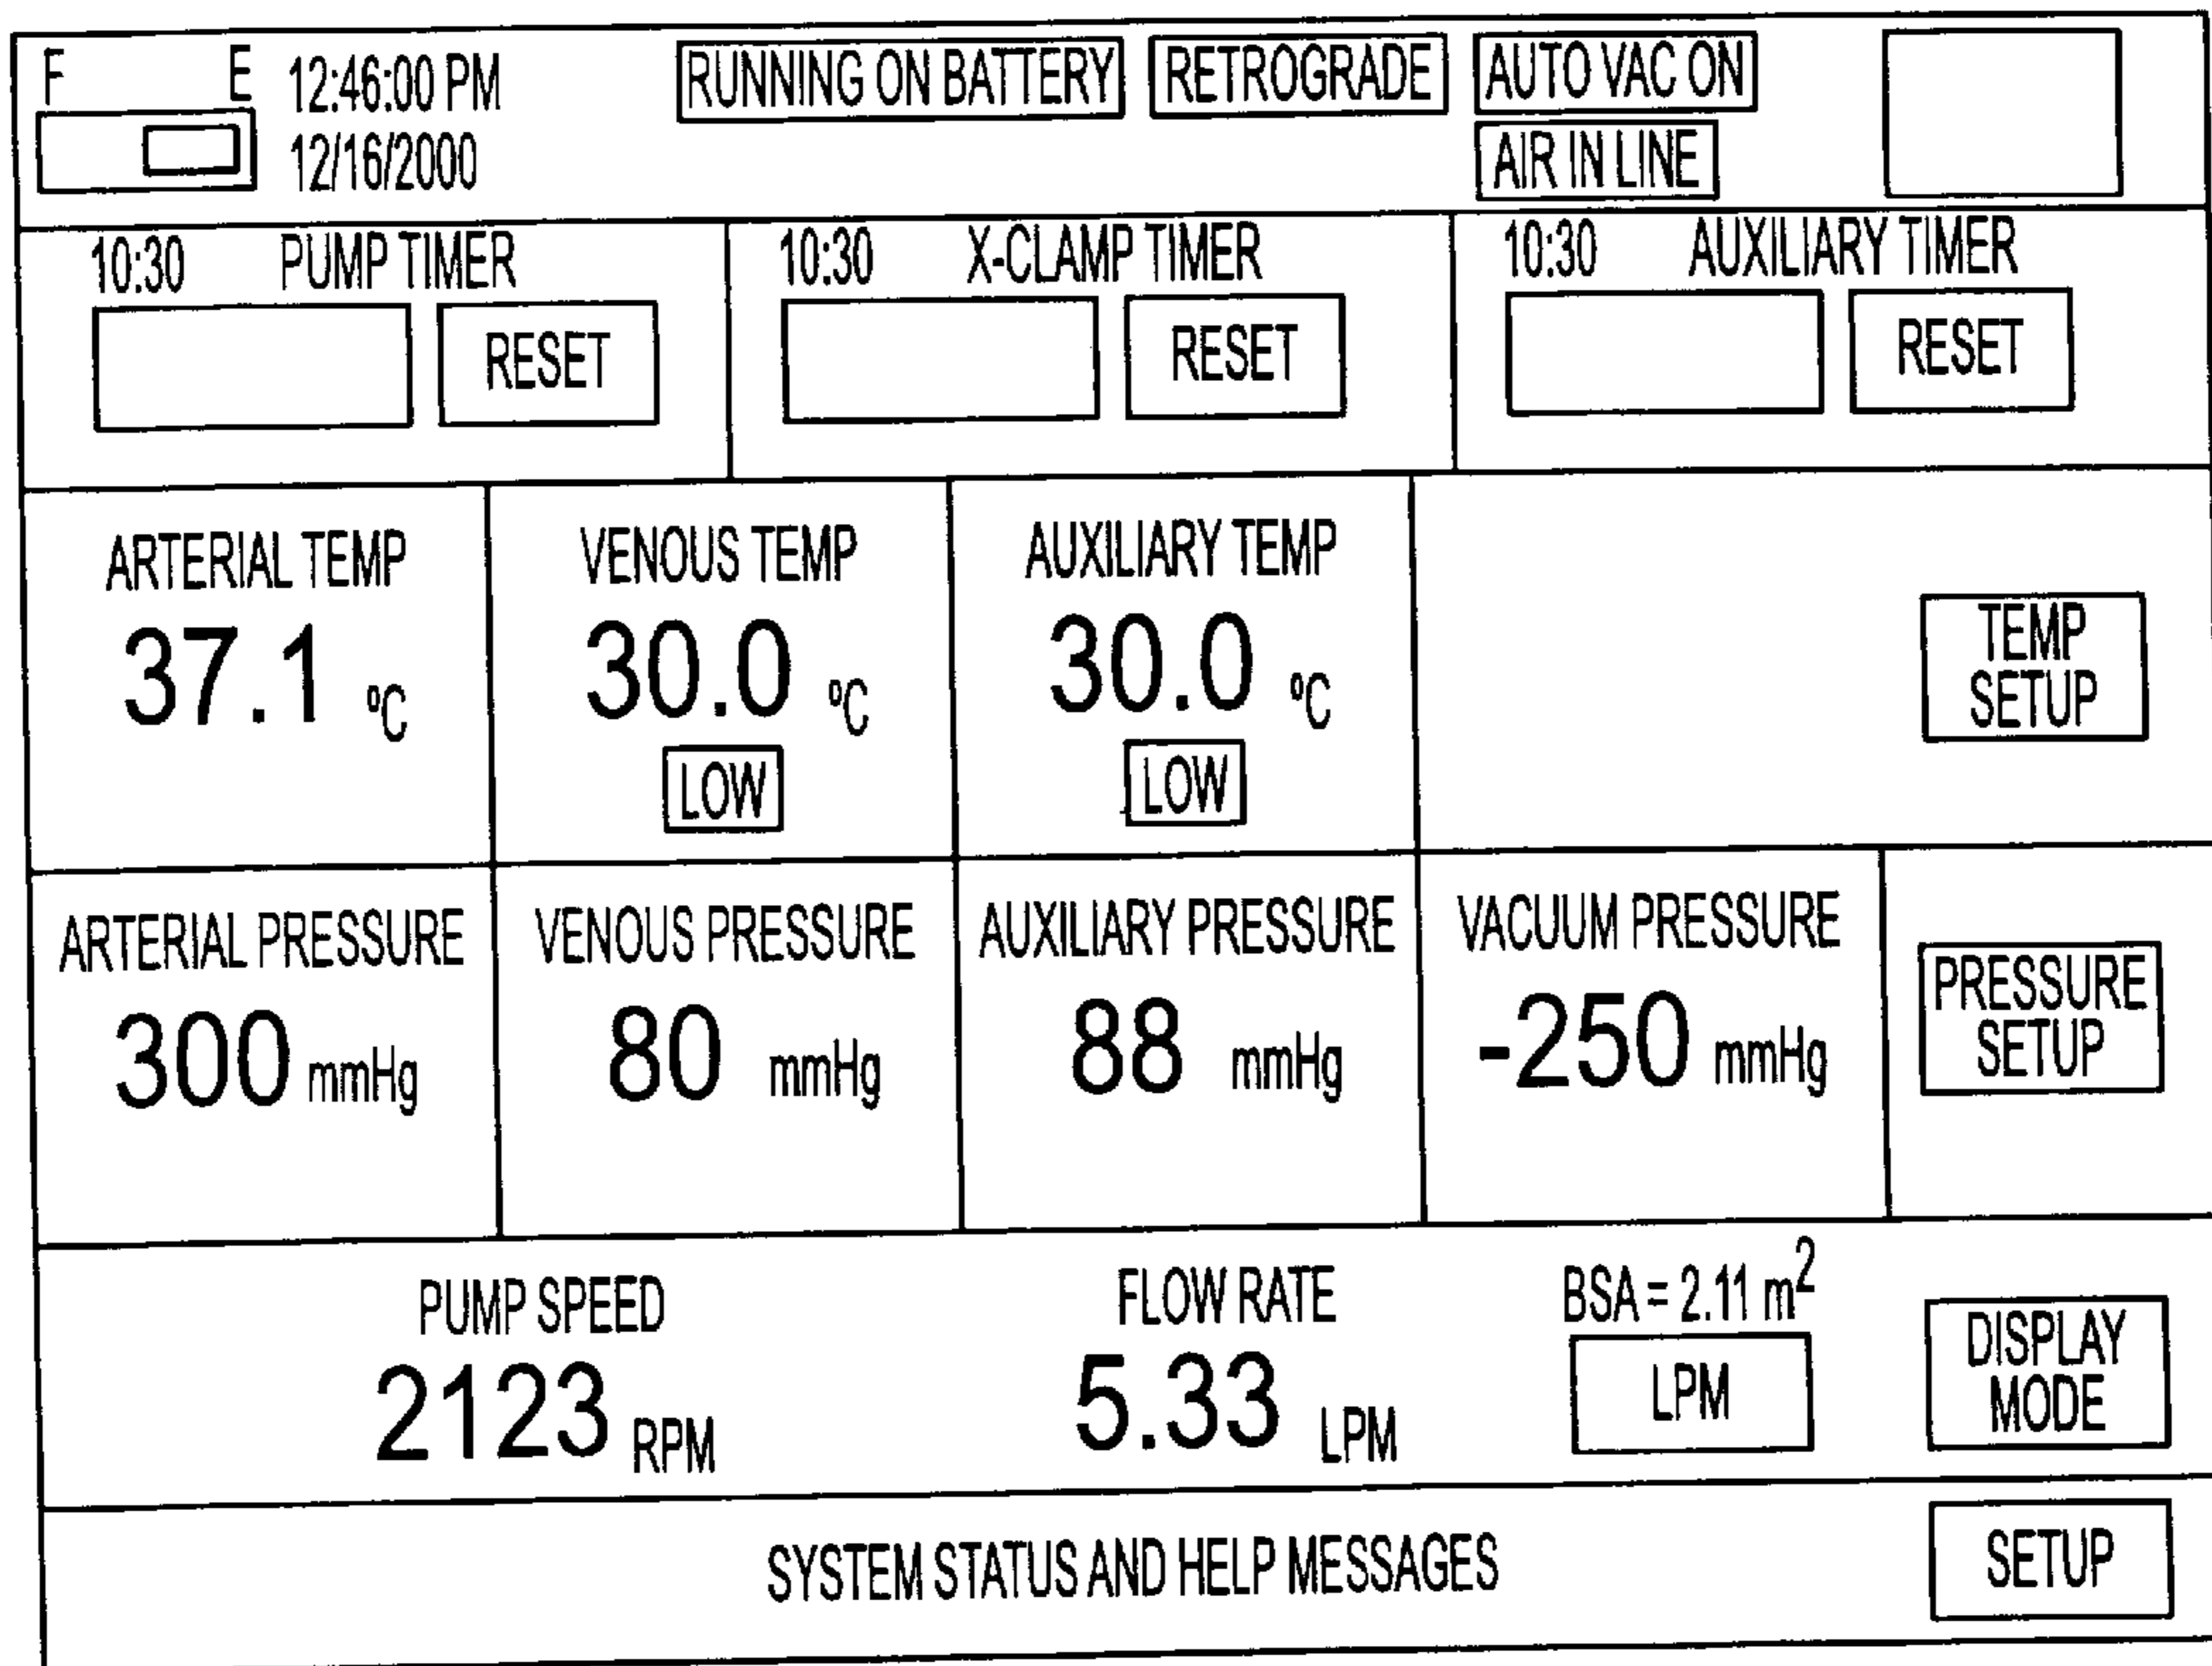 F E 12:46:00 PM RUNNING ON BATTERY RETROGRADE AUTO VAC ON
12/16/2000 AIR IN LINE
10:30 PUMP TIMER 10:30 X-CLAMP TIMER 10:30 AUXILIARY TIMER
RESET RESET RESET
ARTERIAL TEMP VENOUS TEMP AUXILIARY TEMP
37.1 °C 30.0 °C 30.0 °C
TEMP
SETUP
LOW LOW
ARTERIAL PRESSURE VENOUS PRESSURE AUXILIARY PRESSURE VACUUM PRESSURE
300 mmHg 80 mmHg 88 mmHg -250 mmHg
PRESSURE
SETUP
PUMP SPEED FLOW RATE BSA = 2.11 m²
2123 RPM 5.33 LPM LPM
DISPLAY
MODE
SYSTEM STATUS AND HELP MESSAGES SETUP